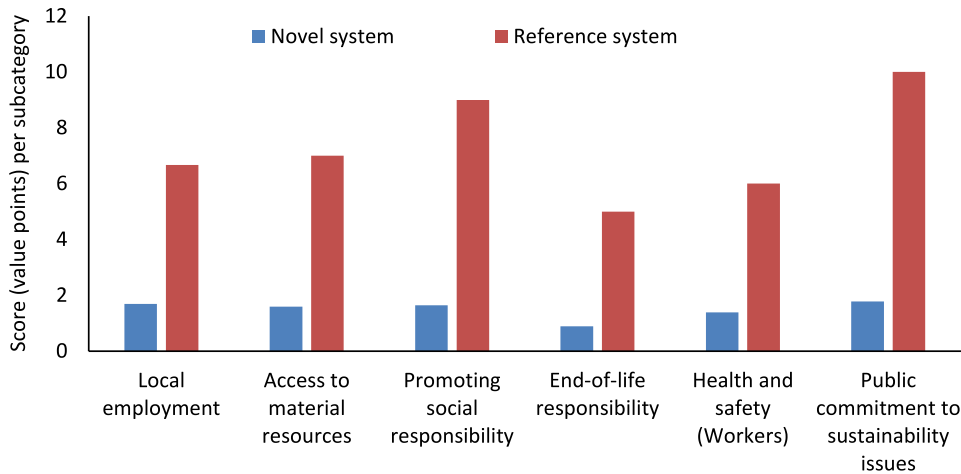 Score (value points) per subcategory
12
10
8
6
4
2
0
Novel system
Reference system
Local
employment
Access to
material
resources
Promoting
social
responsibility
End-of-life
responsibility
Health and
safety
(Workers)
Public
commitment to
sustainability
issues